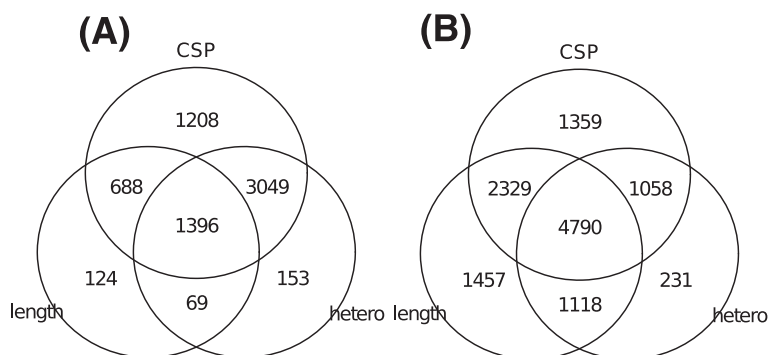 (A) (B)
CSP CSP
1208 1359
688 3049 2329 1058
1396 4790
124 153 1457 231
69 1118
length hetero length hetero